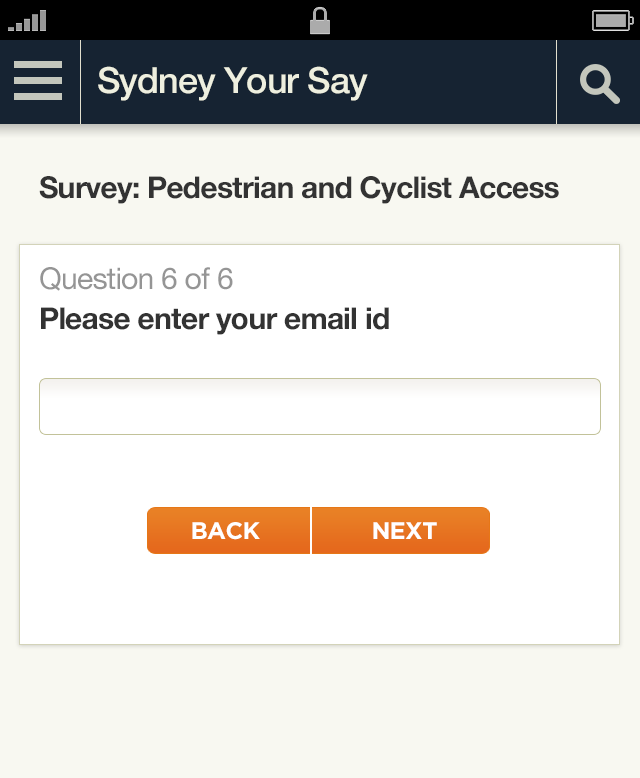 Sydney Your Say
Survey: Pedestrian and Cyclist Access
Question 6 of 6
Please enter your email id
BACK
NEXT